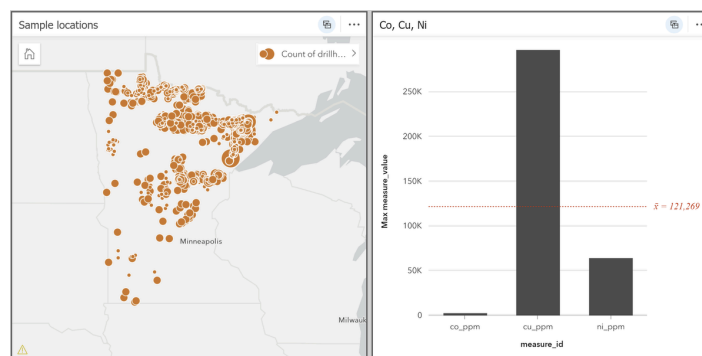 Sample locations
Count of drillh...
Minneapolis
Milwauk
Co, Cu, Ni
Max measure_value
250K
200K
150K
100K
50K
0
x̄ = 121,269
co_ppm
cu_ppm
ni_ppm
measure_id